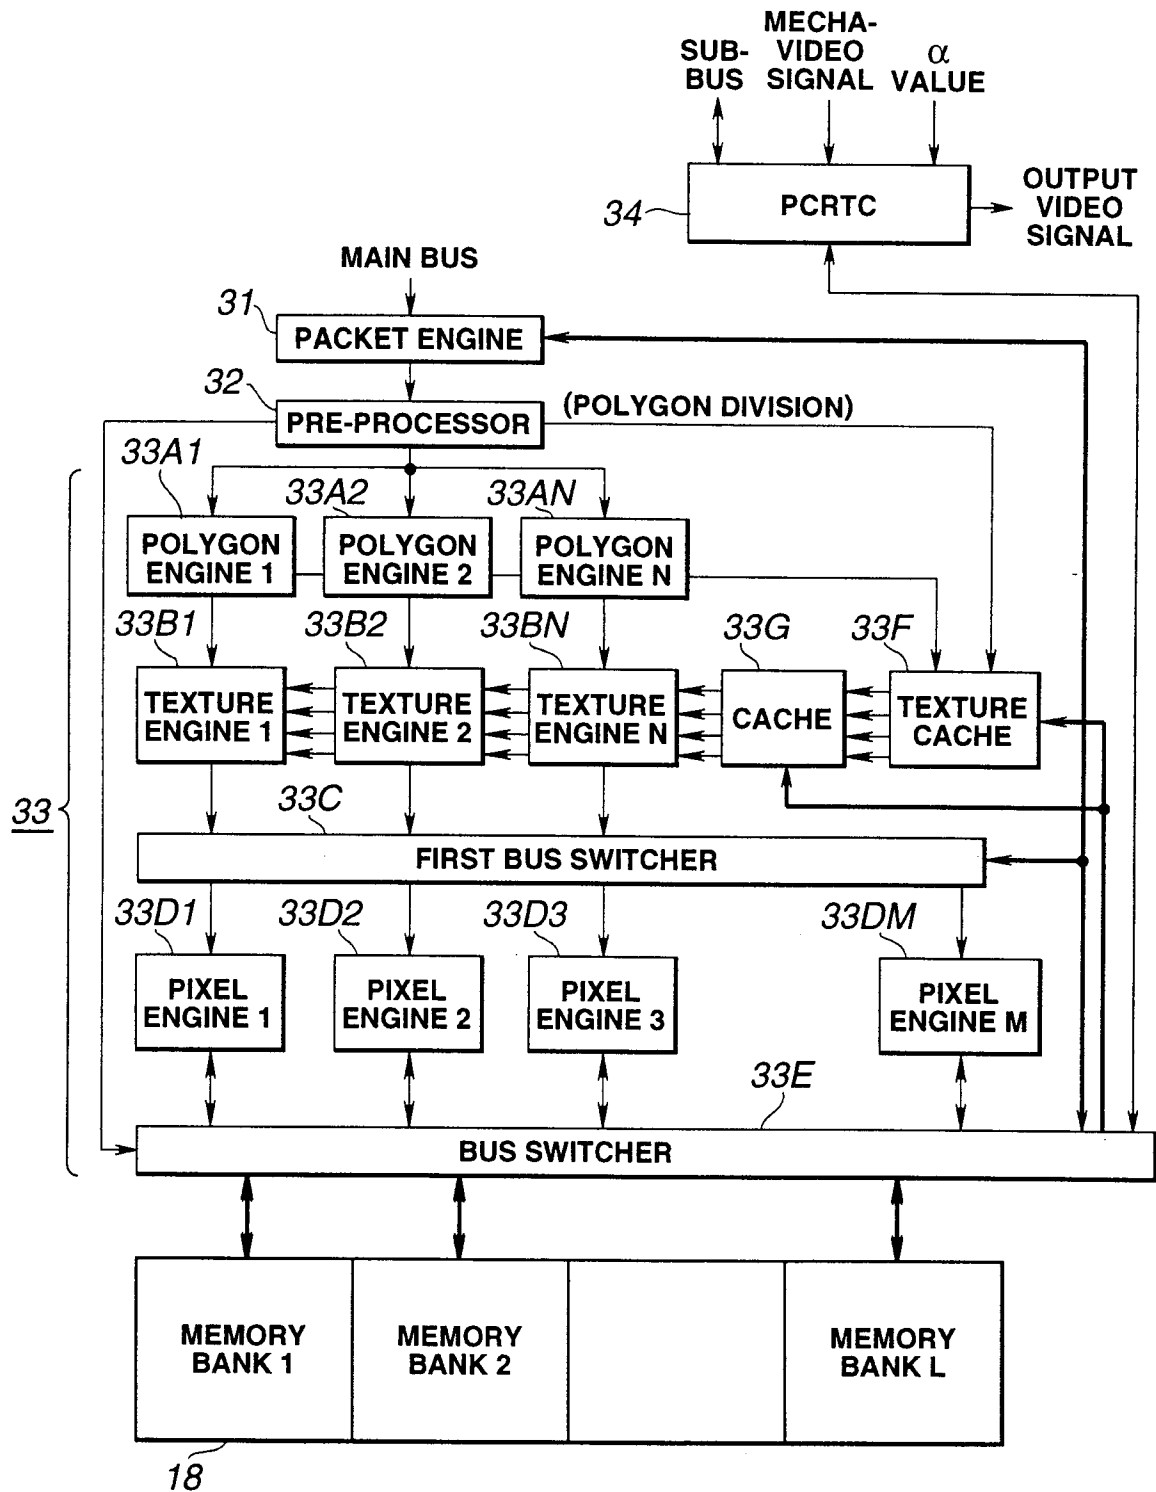 SUB-
BUS
MECHA-
VIDEO
SIGNAL
α
VALUE
34
PCRTC
OUTPUT
VIDEO
SIGNAL
MAIN BUS
31
PACKET ENGINE
32
PRE-PROCESSOR
(POLYGON DIVISION)
33A1
33A2
33AN
POLYGON
ENGINE 1
POLYGON
ENGINE 2
POLYGON
ENGINE N
33B1
33B2
33BN
33G
33F
TEXTURE
ENGINE 1
TEXTURE
ENGINE 2
TEXTURE
ENGINE N
CACHE
TEXTURE
CACHE
33
33C
FIRST BUS SWITCHER
33D1
33D2
33D3
33DM
PIXEL
ENGINE 1
PIXEL
ENGINE 2
PIXEL
ENGINE 3
PIXEL
ENGINE M
33E
BUS SWITCHER
MEMORY
BANK 1
MEMORY
BANK 2
MEMORY
BANK L
18